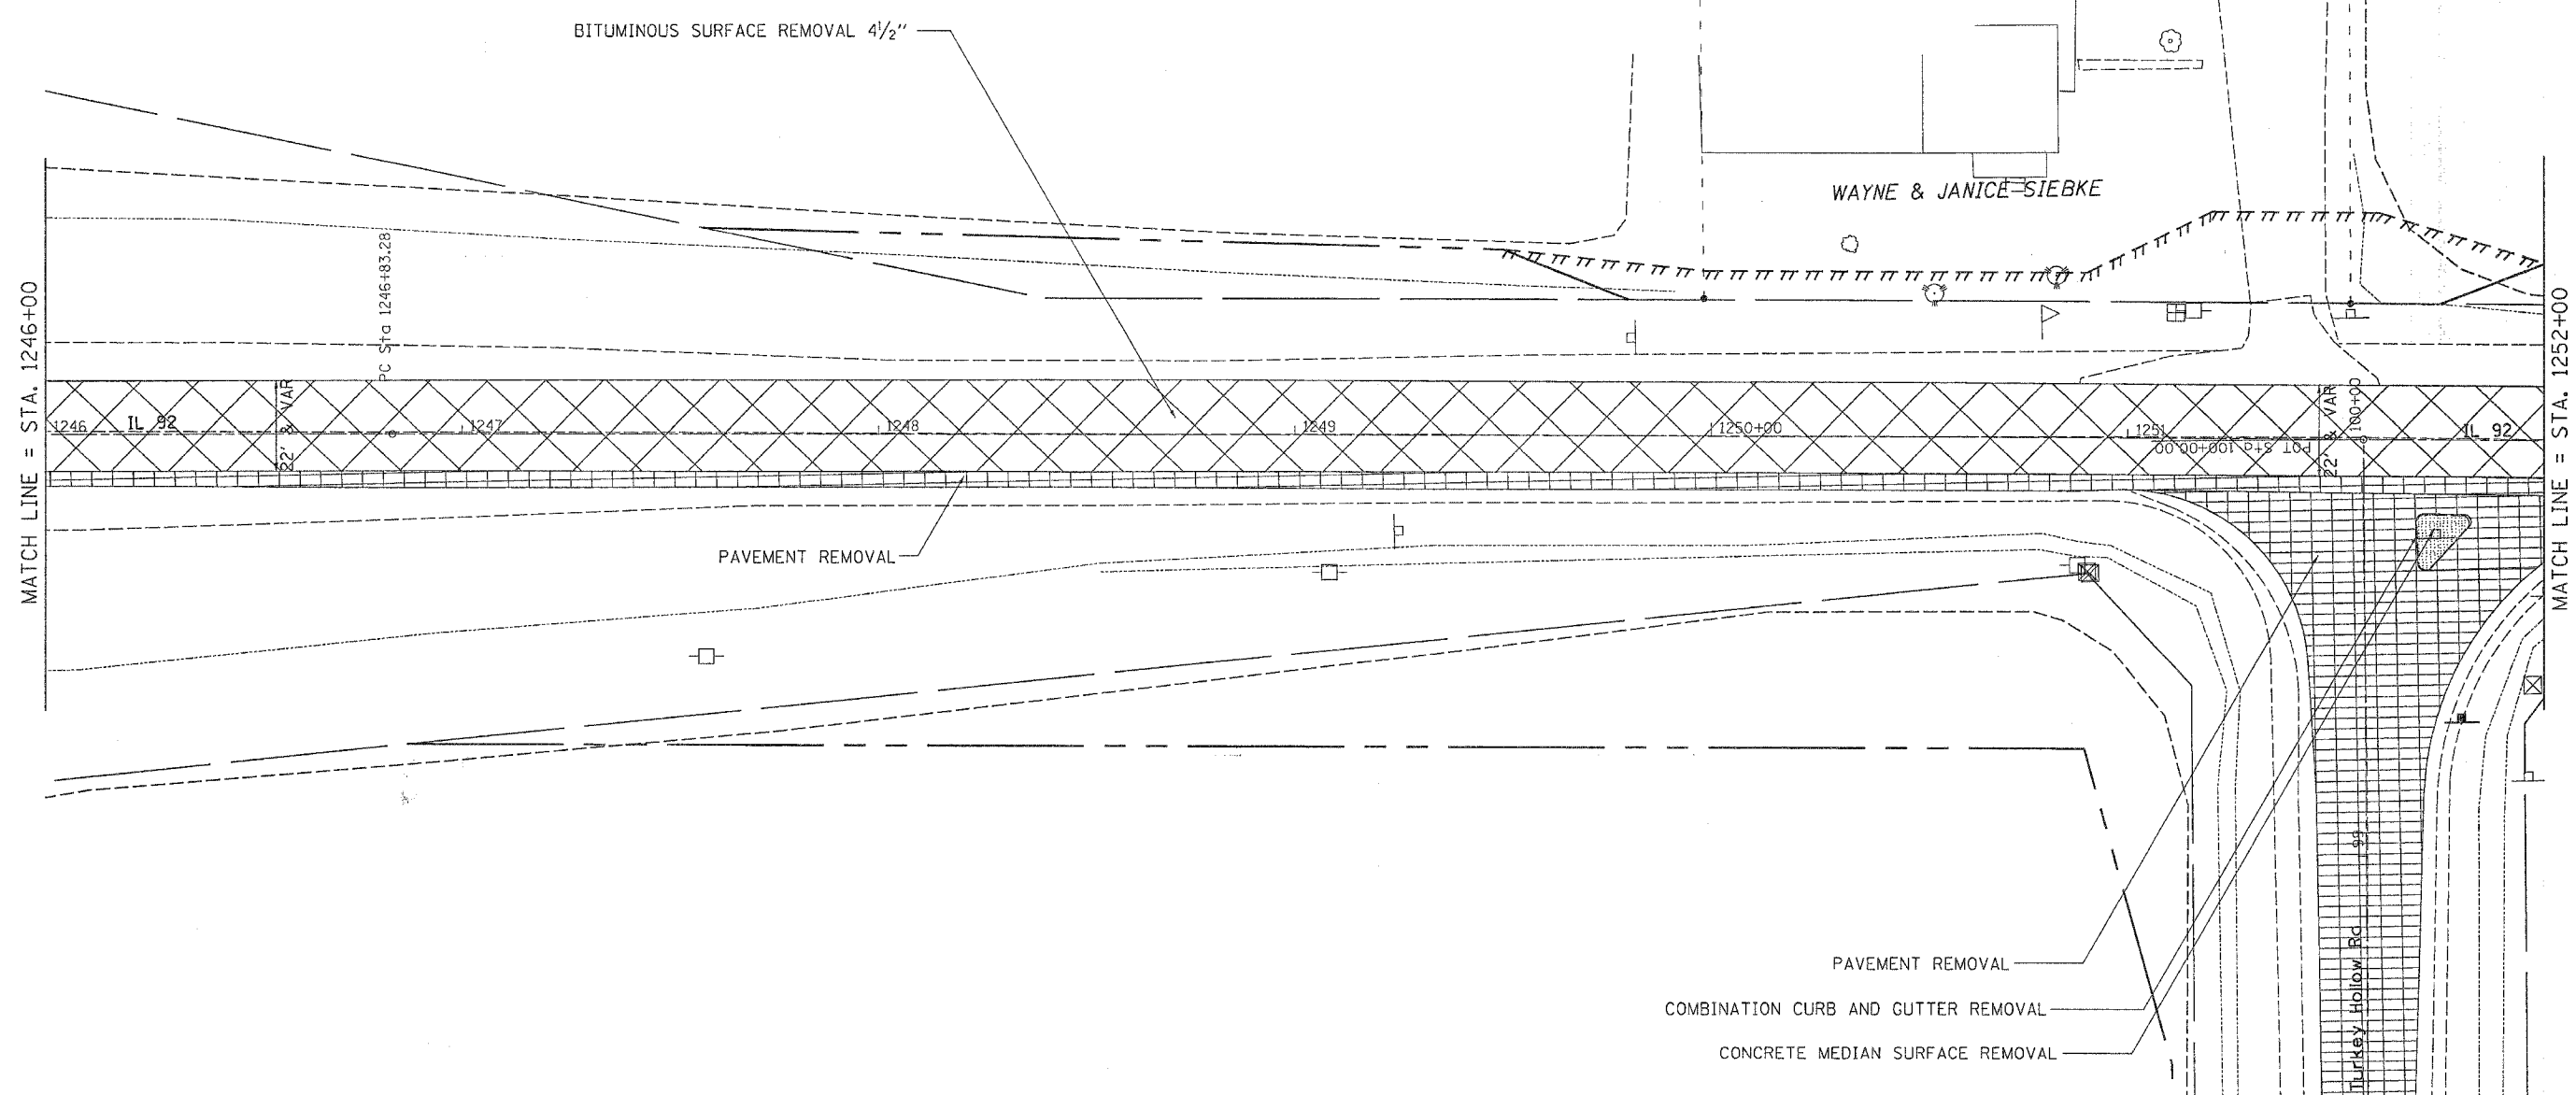 BITUMINOUS SURFACE REMOVAL 4½"
WAYNE & JANICE SIEBKE
MATCH LINE = STA. 1246+00
PC Sta 1246+83.28
MATCH LINE = STA. 1252+00
1246
IL 92
22' & VAR
1247
1248
1249
1250+00
1251
POT Sta 100+00.00
22' & VAR
100+00
IL 92
PAVEMENT REMOVAL
99
Turkey Hollow Rd
PAVEMENT REMOVAL
COMBINATION CURB AND GUTTER REMOVAL
CONCRETE MEDIAN SURFACE REMOVAL